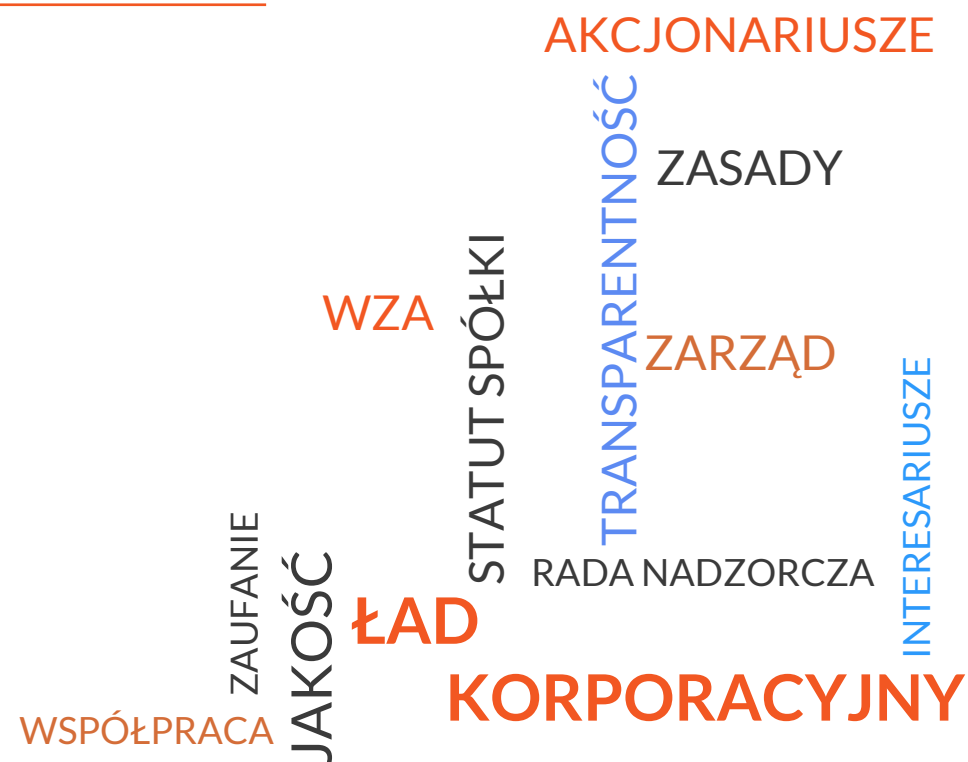 AKCJONARIUSZE
TRANSPARENTNOŚĆ
ZASADY
STATUT SPÓŁKI
WZA
ZARZĄD
INTERESARIUSZE
ZAUFANIE
JAKOŚĆ
RADA NADZORCZA
ŁAD
KORPORACYJNY
WSPÓŁPRACA